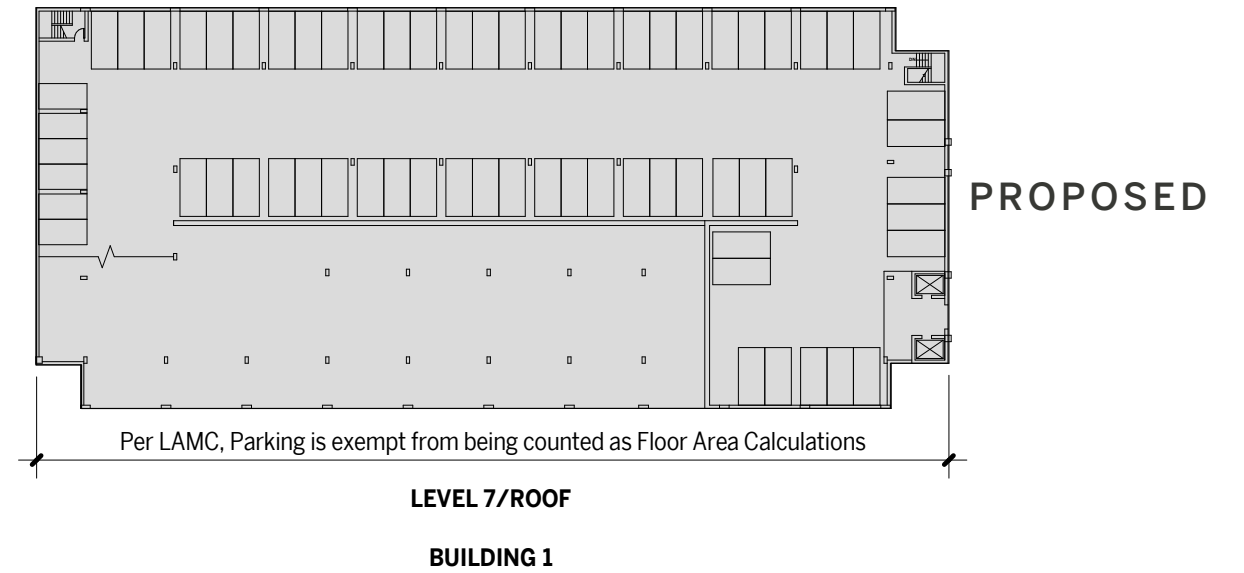 PROPOSED
Per LAMC, Parking is exempt from being counted as Floor Area Calculations
LEVEL 7/ROOF
BUILDING 1